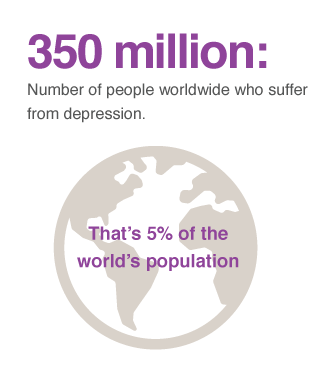 350 million:
Number of people worldwide who suffer
from depression.
That’s 5% of the
world’s population